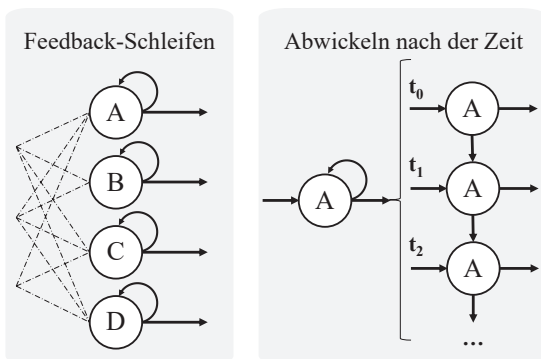 Feedback-Schleifen
A
B
C
D
Abwickeln nach der Zeit
A
t0
A
t1
A
t2
A
...